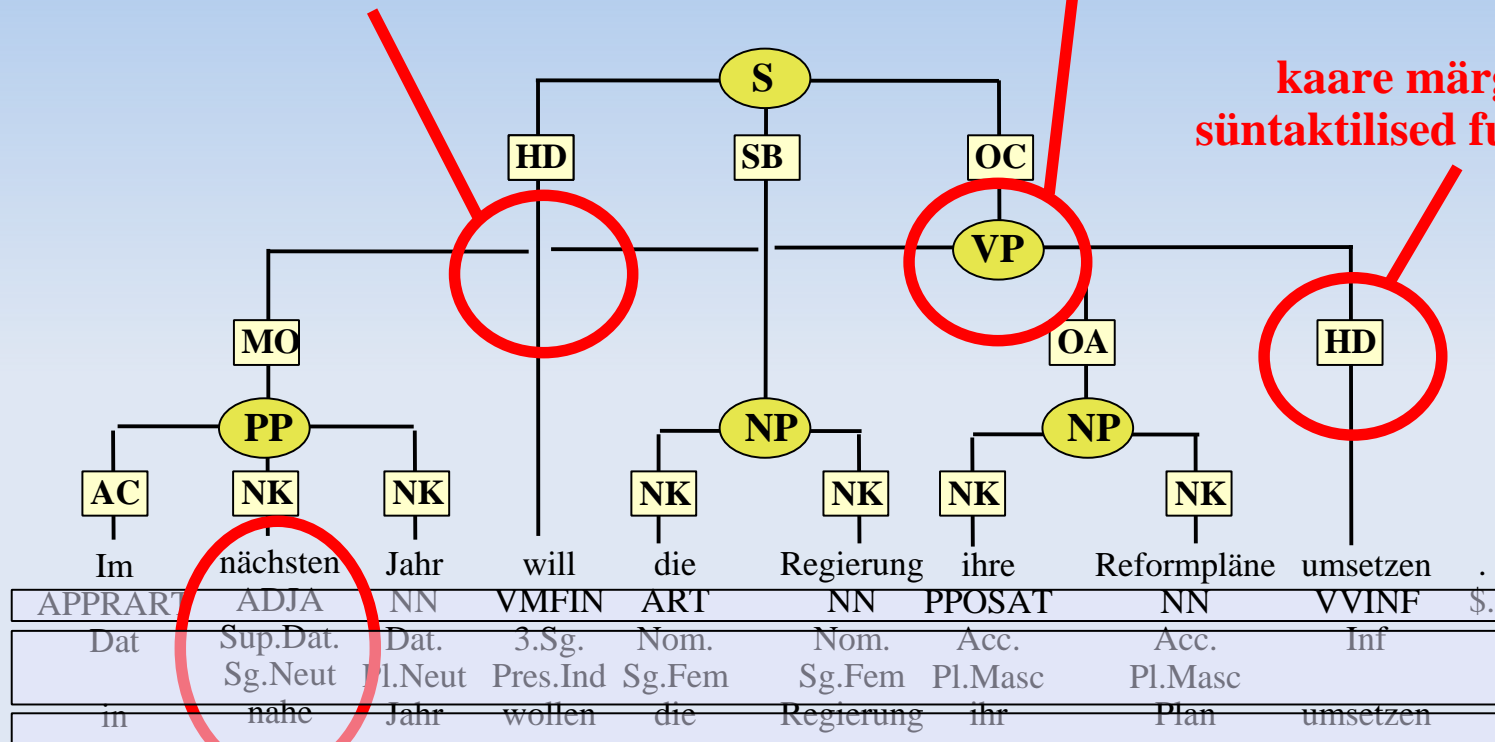 S
kaare märg
süntaktilised fu
HD SB OC
VP
MO OA HD
PP NP NP
AC NK NK NK NK NK NK
Im nächsten Jahr will die Regierung ihre Reformpläne umsetzen .
APPRART ADJA NN VMFIN ART NN PPOSAT NN VVINF $.
Dat Sup.Dat. Dat. 3.Sg. Nom. Nom. Acc. Acc. Inf
Sg.Neut Pl.Neut Pres.Ind Sg.Fem Sg.Fem Pl.Masc Pl.Masc
in nahe Jahr wollen die Regierung ihr Plan umsetzen